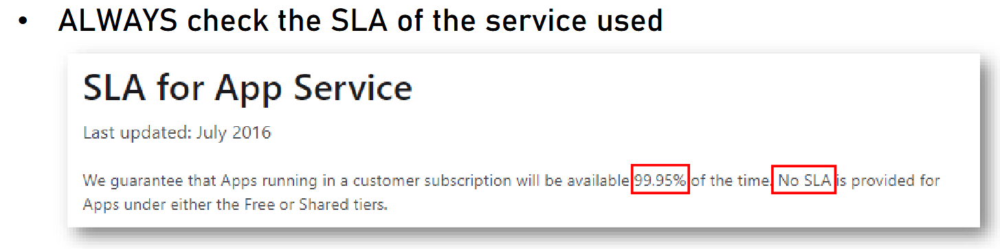 • ALWAYS check the SLA of the service used
SLA for App Service
Last updated: July 2016
We guarantee that Apps running in a customer subscription will be available 99.95% of the time. No SLA is provided for
Apps under either the Free or Shared tiers.